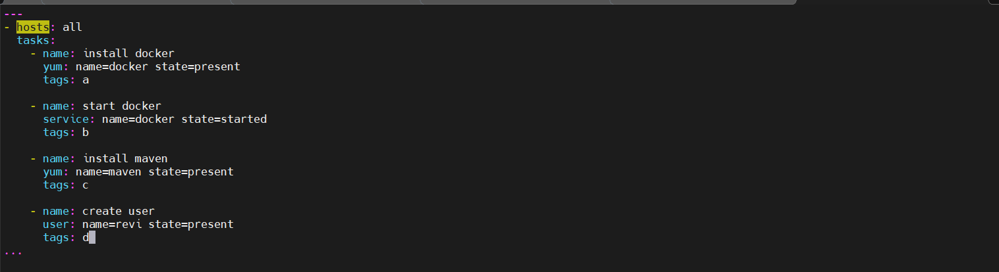 ---
- hosts: all
  tasks:
    - name: install docker
      yum: name=docker state=present
      tags: a

    - name: start docker
      service: name=docker state=started
      tags: b

    - name: install maven
      yum: name=maven state=present
      tags: c

    - name: create user
      user: name=revi state=present
      tags: d
...